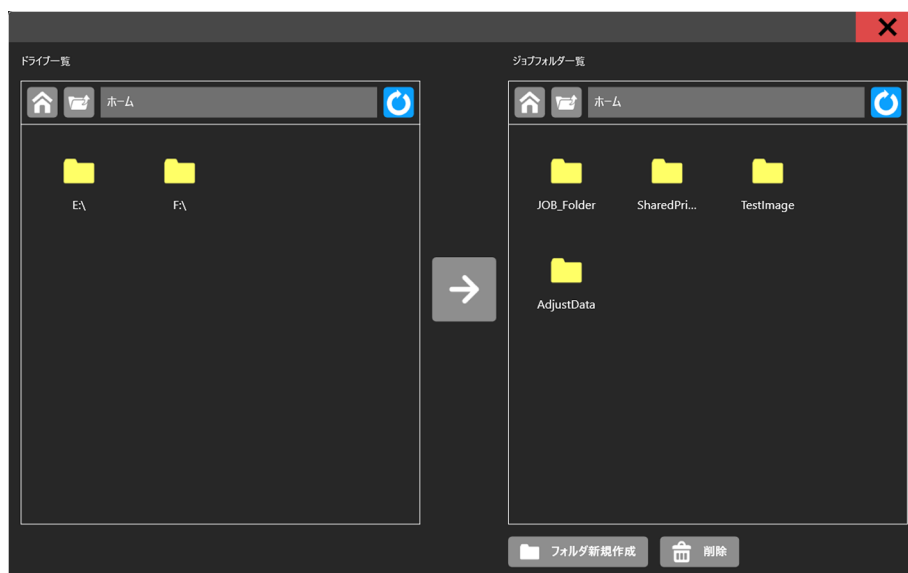 ドライブ一覧
ホーム
E:\
F:\
ジョブフォルダ一覧
ホーム
JOB_Folder
SharedPri...
TestImage
AdjustData
フォルダ新規作成
削除